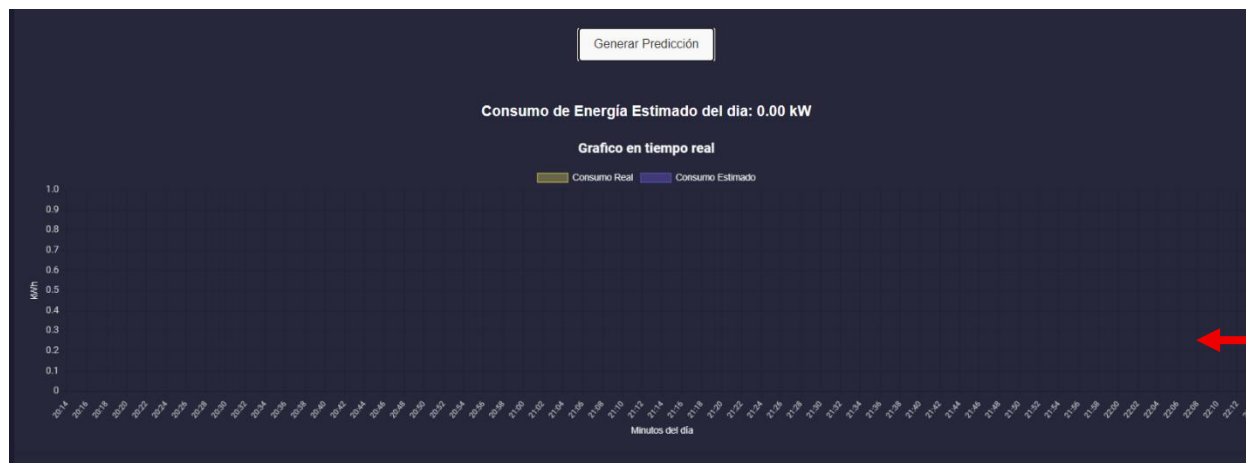 Generar Predicción
Consumo de Energía Estimado del dia: 0.00 kW
Grafico en tiempo real
Consumo Real Consumo Estimado
1.0
0.9
0.8
0.7
0.6
0.5
0.4
0.3
0.2
0.1
0
kWh
20:14 20:16 20:18 20:20 20:22 20:24 20:26 20:28 20:30 20:32 20:34 20:36 20:38 20:40 20:42 20:44 20:46 20:48 20:50 20:52 20:54 20:56 20:58 21:00 21:02 21:04 21:06 21:08 21:10 21:12 21:14 21:16 21:18 21:20 21:22 21:24 21:26 21:28 21:30 21:32 21:34 21:36 21:38 21:40 21:42 21:44 21:46 21:48 21:50 21:52 21:54 21:56 21:58 22:00 22:02 22:04 22:06 22:08 22:10 22:12
Minutos del día